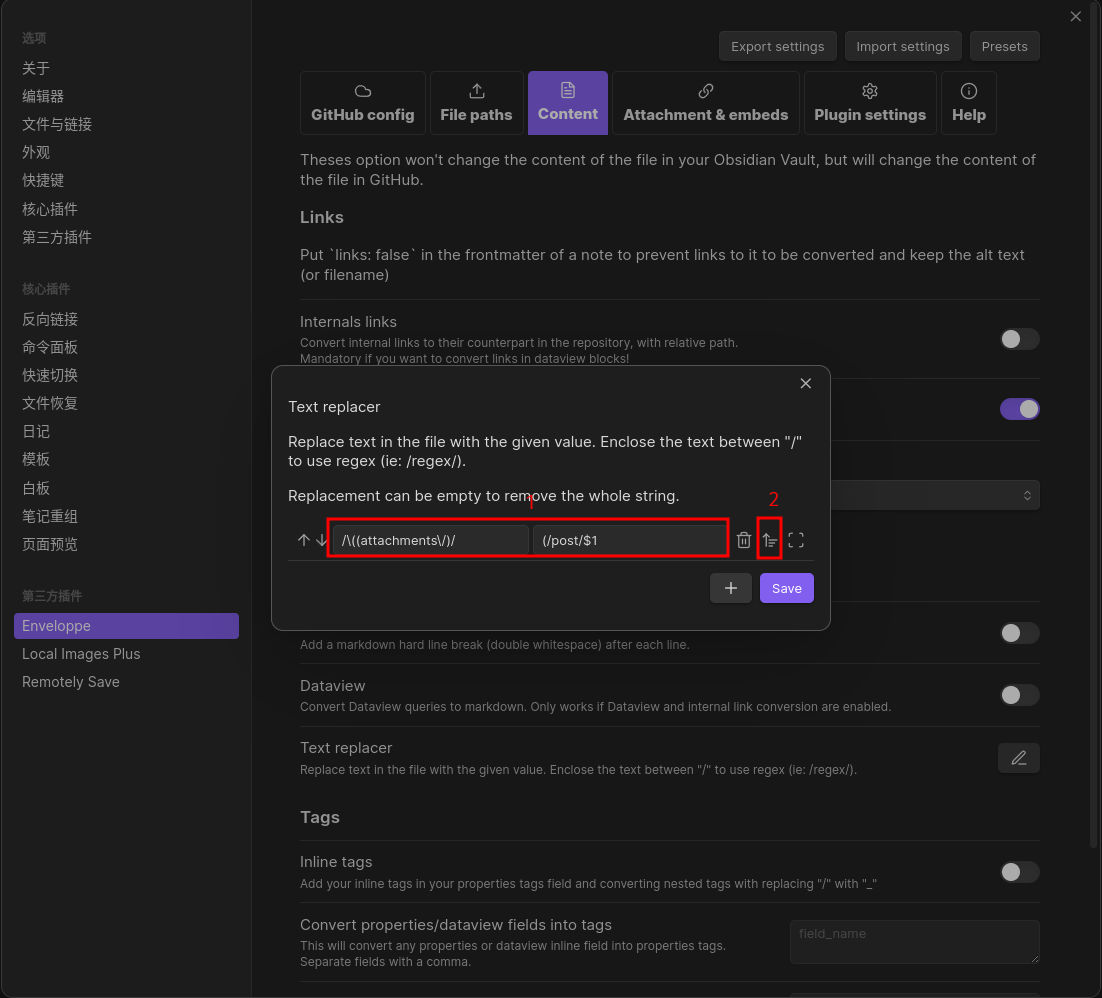 选项
关于
编辑器
文件与链接
外观
快捷键
核心插件
第三方插件
核心插件
反向链接
命令面板
快速切换
文件恢复
日记
模板
白板
笔记重组
页面预览
第三方插件
Enveloppe
Local Images Plus
Remotely Save
Export settings
Import settings
Presets
GitHub config
File paths
Content
Attachment & embeds
Plugin settings
Help
Theses option won't change the content of the file in your Obsidian Vault, but will change the content of
the file in GitHub.
Links
Put `links: false` in the frontmatter of a note to prevent links to it to be converted and keep the alt text
(or filename)
Internals links
Convert internal links to their counterpart in the repository, with relative path.
Mandatory if you want to convert links in dataview blocks!
Text replacer
Replace text in the file with the given value. Enclose the text between "/"
to use regex (ie: /regex/).
Replacement can be empty to remove the whole string.
1
2
/\((attachments\/)/
(/post/$1
Save
Add a markdown hard line break (double whitespace) after each line.
Dataview
Convert Dataview queries to markdown. Only works if Dataview and internal link conversion are enabled.
Text replacer
Replace text in the file with the given value. Enclose the text between "/" to use regex (ie: /regex/).
Tags
Inline tags
Add your inline tags in your properties tags field and converting nested tags with replacing "/" with "_"
Convert properties/dataview fields into tags
This will convert any properties or dataview inline field into properties tags.
Separate fields with a comma.
field_name